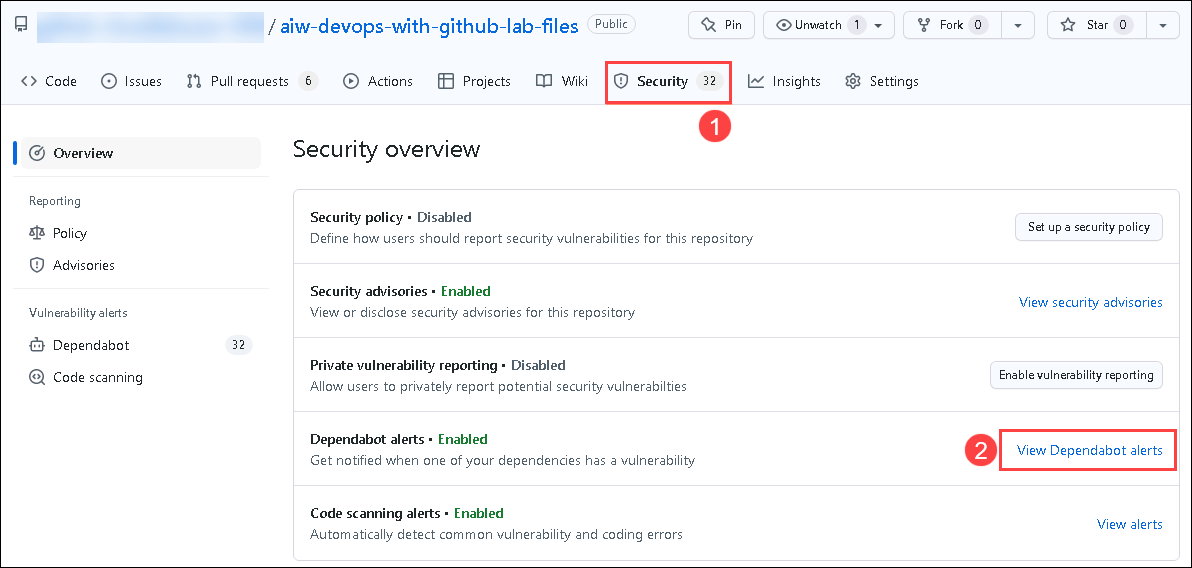 / aiw-devops-with-github-lab-files Public Pin Unwatch 1 Fork 0 Star 0
Code Issues Pull requests 6 Actions Projects Wiki Security 32 Insights Settings
1
Overview
Reporting
Policy
Advisories
Vulnerability alerts
Dependabot 32
Code scanning
Security overview
Security policy • Disabled
Define how users should report security vulnerabilities for this repository
Set up a security policy
Security advisories • Enabled
View or disclose security advisories for this repository
View security advisories
Private vulnerability reporting • Disabled
Allow users to privately report potential security vulnerabilties
Enable vulnerability reporting
Dependabot alerts • Enabled
Get notified when one of your dependencies has a vulnerability
2 View Dependabot alerts
Code scanning alerts • Enabled
Automatically detect common vulnerability and coding errors
View alerts